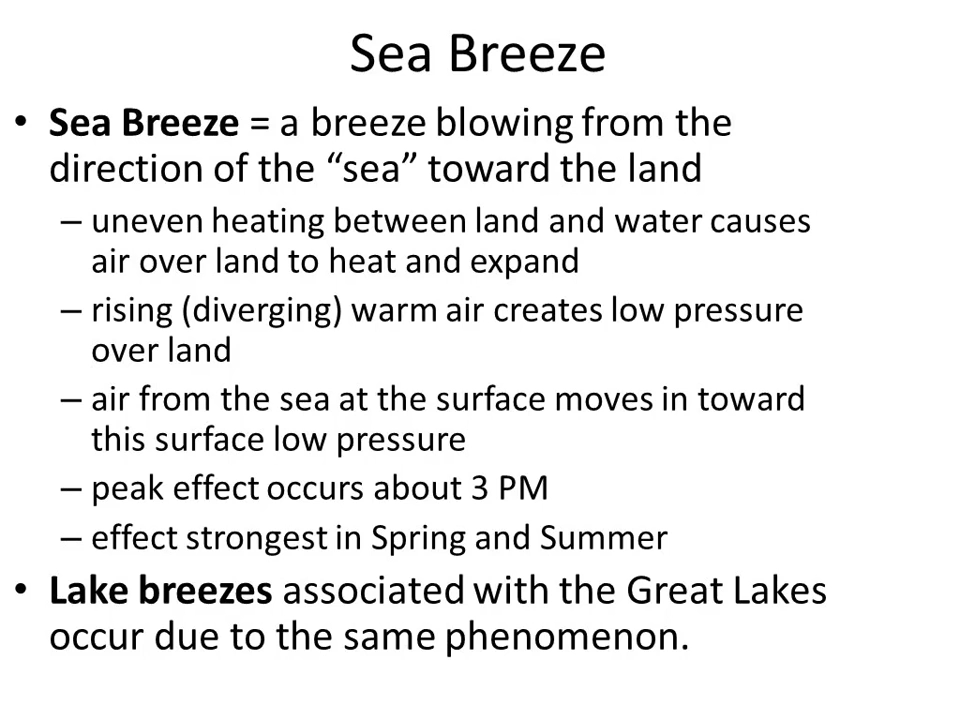 Sea Breeze
• Sea Breeze = a breeze blowing from the
direction of the “sea” toward the land
– uneven heating between land and water causes
air over land to heat and expand
– rising (diverging) warm air creates low pressure
over land
– air from the sea at the surface moves in toward
this surface low pressure
– peak effect occurs about 3 PM
– effect strongest in Spring and Summer
• Lake breezes associated with the Great Lakes
occur due to the same phenomenon.